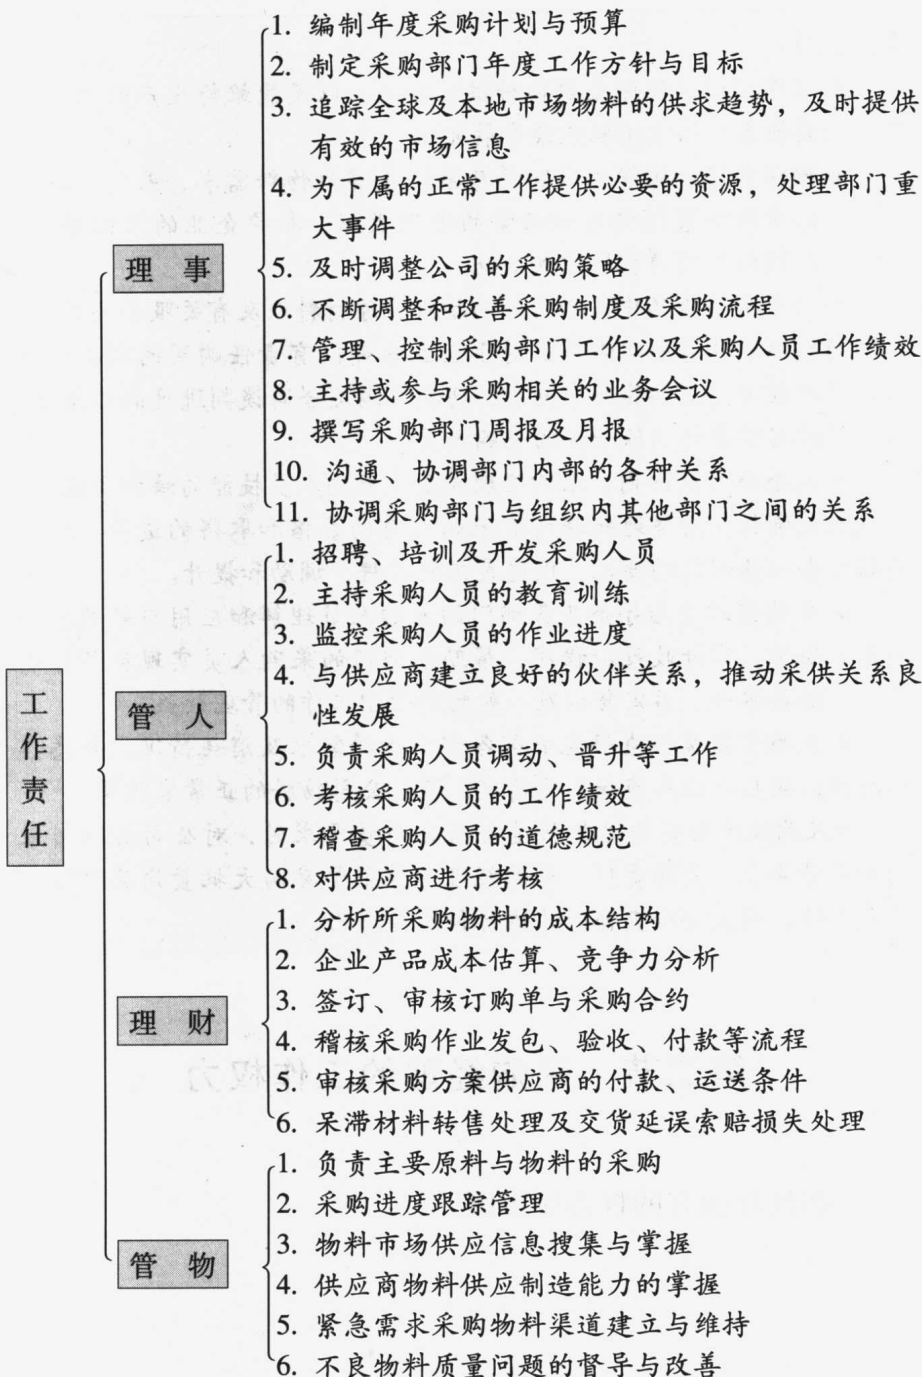 工作责任
理 事
1. 编制年度采购计划与预算
2. 制定采购部门年度工作方针与目标
3. 追踪全球及本地市场物料的供求趋势，及时提供
有效的市场信息
4. 为下属的正常工作提供必要的资源，处理部门重
大事件
5. 及时调整公司的采购策略
6. 不断调整和改善采购制度及采购流程
7. 管理、控制采购部门工作以及采购人员工作绩效
8. 主持或参与采购相关的业务会议
9. 撰写采购部门周报及月报
10. 沟通、协调部门内部的各种关系
11. 协调采购部门与组织内其他部门之间的关系
管 人
1. 招聘、培训及开发采购人员
2. 主持采购人员的教育训练
3. 监控采购人员的作业进度
4. 与供应商建立良好的伙伴关系，推动采供关系良
性发展
5. 负责采购人员调动、晋升等工作
6. 考核采购人员的工作绩效
7. 稽查采购人员的道德规范
8. 对供应商进行考核
理 财
1. 分析所采购物料的成本结构
2. 企业产品成本估算、竞争力分析
3. 签订、审核订购单与采购合约
4. 稽核采购作业发包、验收、付款等流程
5. 审核采购方案供应商的付款、运送条件
6. 呆滞材料转售处理及交货延误索赔损失处理
管 物
1. 负责主要原料与物料的采购
2. 采购进度跟踪管理
3. 物料市场供应信息搜集与掌握
4. 供应商物料供应制造能力的掌握
5. 紧急需求采购物料渠道建立与维持
6. 不良物料质量问题的督导与改善